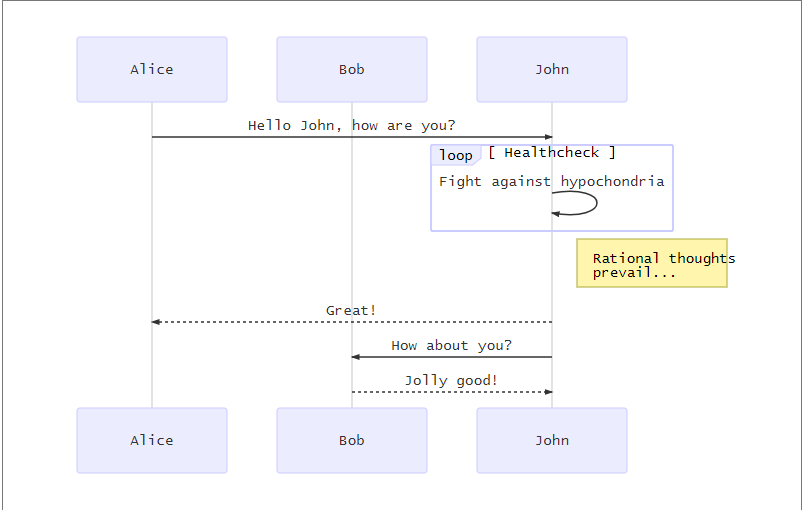 Alice
Bob
John
Hello John, how are you?
loop
[ Healthcheck ]
Fight against hypochondria
Rational thoughts
prevail...
Great!
How about you?
Jolly good!
Alice
Bob
John